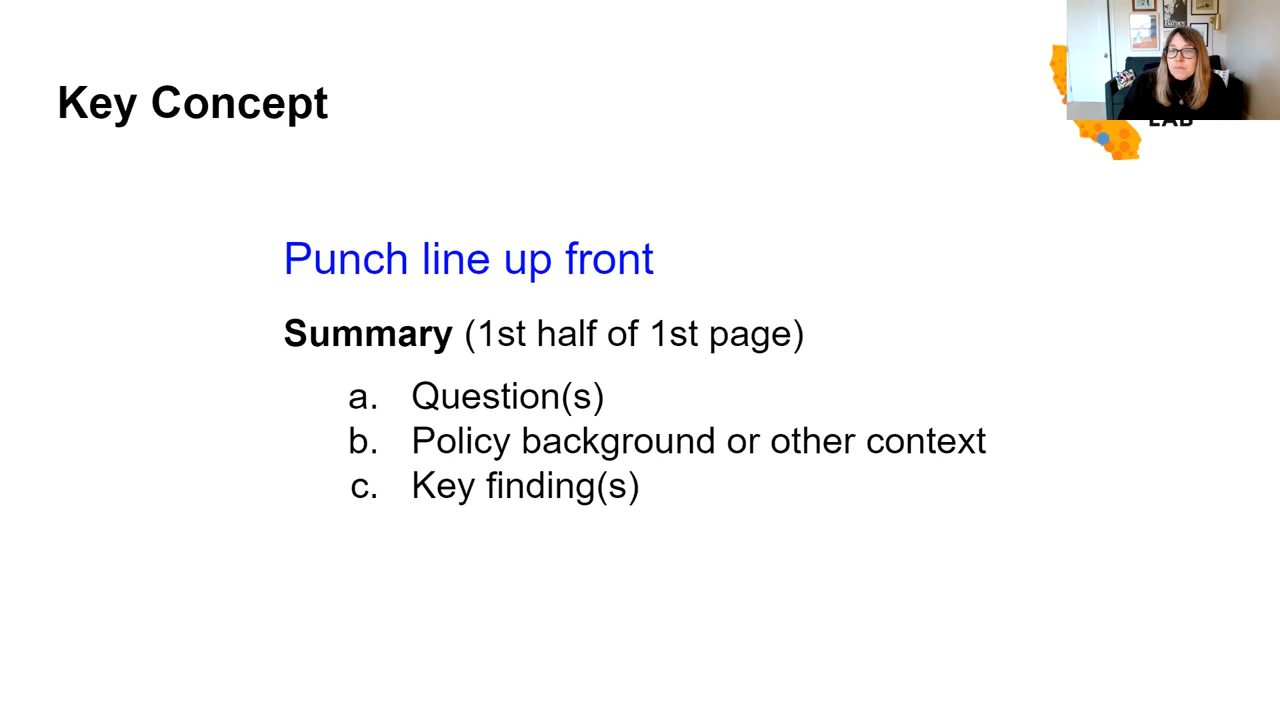 Key Concept
LAB
Punch line up front
Summary (1st half of 1st page)
a. Question(s)
b. Policy background or other context
c. Key finding(s)